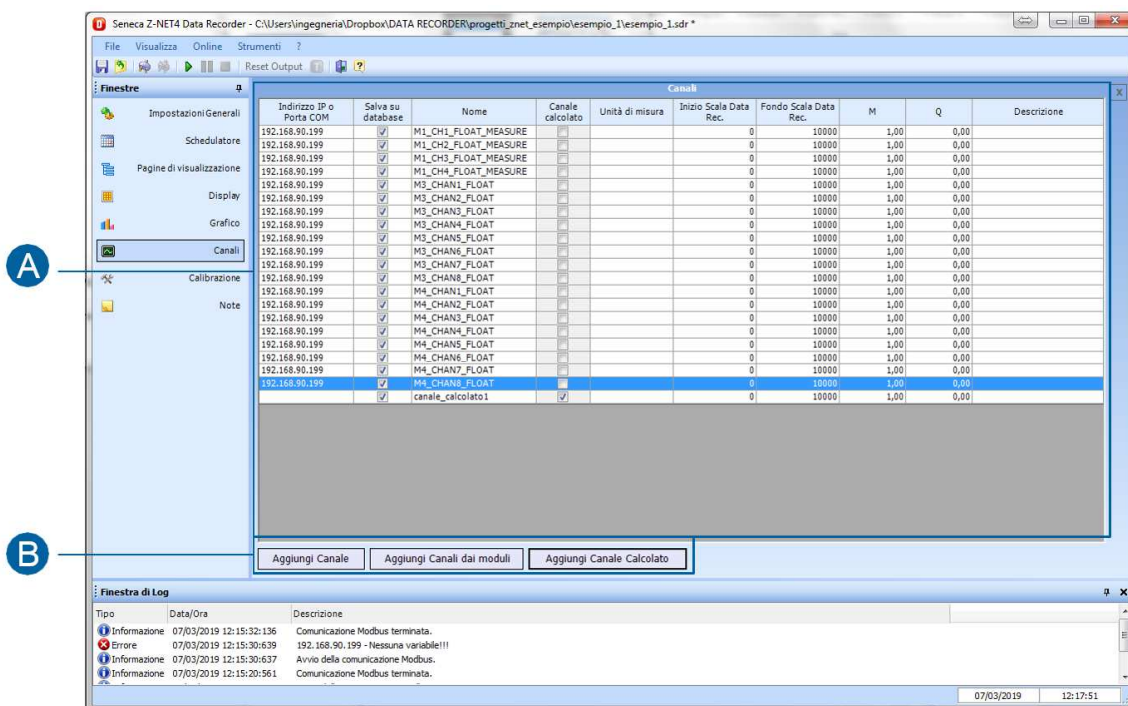 Seneca Z-NET4 Data Recorder - C:\Users\ingegneria\Dropbox\DATA RECORDER\progetti_znet_esempio\esempio_1\esempio_1.sdr *
File Visualizza Online Strumenti ?
Reset Output
Finestre
Impostazioni Generali
Schedulatore
Pagine di visualizzazione
Display
Grafico
Canali
Calibrazione
Note
A
B
Canali
Indirizzo IP o Porta COM Salva su database Nome Canale calcolato Unità di misura Inizio Scala Data Rec. Fondo Scala Data Rec. M Q Descrizione
192.168.90.199 M1_CH1_FLOAT_MEASURE 0 10000 1,00 0,00
192.168.90.199 M1_CH2_FLOAT_MEASURE 0 10000 1,00 0,00
192.168.90.199 M1_CH3_FLOAT_MEASURE 0 10000 1,00 0,00
192.168.90.199 M1_CH4_FLOAT_MEASURE 0 10000 1,00 0,00
192.168.90.199 M3_CHAN1_FLOAT 0 10000 1,00 0,00
192.168.90.199 M3_CHAN2_FLOAT 0 10000 1,00 0,00
192.168.90.199 M3_CHAN3_FLOAT 0 10000 1,00 0,00
192.168.90.199 M3_CHAN4_FLOAT 0 10000 1,00 0,00
192.168.90.199 M3_CHAN5_FLOAT 0 10000 1,00 0,00
192.168.90.199 M3_CHAN6_FLOAT 0 10000 1,00 0,00
192.168.90.199 M3_CHAN7_FLOAT 0 10000 1,00 0,00
192.168.90.199 M3_CHAN8_FLOAT 0 10000 1,00 0,00
192.168.90.199 M4_CHAN1_FLOAT 0 10000 1,00 0,00
192.168.90.199 M4_CHAN2_FLOAT 0 10000 1,00 0,00
192.168.90.199 M4_CHAN3_FLOAT 0 10000 1,00 0,00
192.168.90.199 M4_CHAN4_FLOAT 0 10000 1,00 0,00
192.168.90.199 M4_CHAN5_FLOAT 0 10000 1,00 0,00
192.168.90.199 M4_CHAN6_FLOAT 0 10000 1,00 0,00
192.168.90.199 M4_CHAN7_FLOAT 0 10000 1,00 0,00
192.168.90.199 M4_CHAN8_FLOAT 0 10000 1,00 0,00
canale_calcolato1 0 10000 1,00 0,00
Aggiungi Canale Aggiungi Canali dai moduli Aggiungi Canale Calcolato
Finestra di Log
Tipo Data/Ora Descrizione
Informazione 07/03/2019 12:15:32:136 Comunicazione Modbus terminata.
Errore 07/03/2019 12:15:30:639 192.168.90.199 - Nessuna variabile!!!
Informazione 07/03/2019 12:15:30:637 Avvio della comunicazione Modbus.
Informazione 07/03/2019 12:15:20:561 Comunicazione Modbus terminata.
07/03/2019 12:17:51